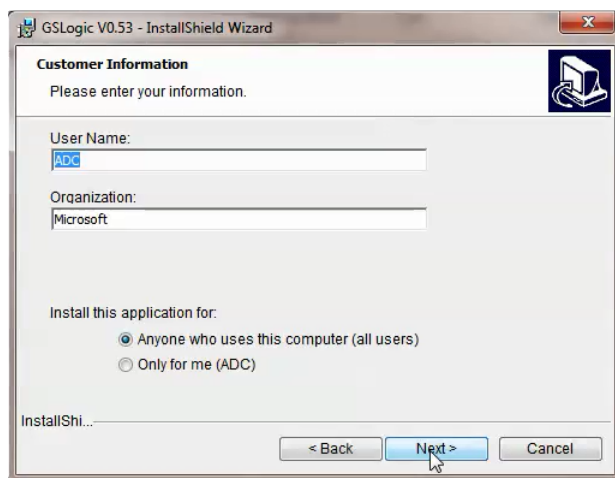 GSLogic V0.53 - InstallShield Wizard
Customer Information
Please enter your information.
User Name:
ADC
Organization:
Microsoft
Install this application for:
Anyone who uses this computer (all users)
Only for me (ADC)
InstallShi...
< Back Next > Cancel